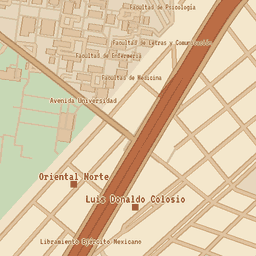 Facultad de Psicología
Facultad de Letras y Comunicación
Facultad de Enfermería
Facultad de Medicina
Avenida Universidad
Oriental Norte
Luis Donaldo Colosio
Libramiento Ejército Mexicano